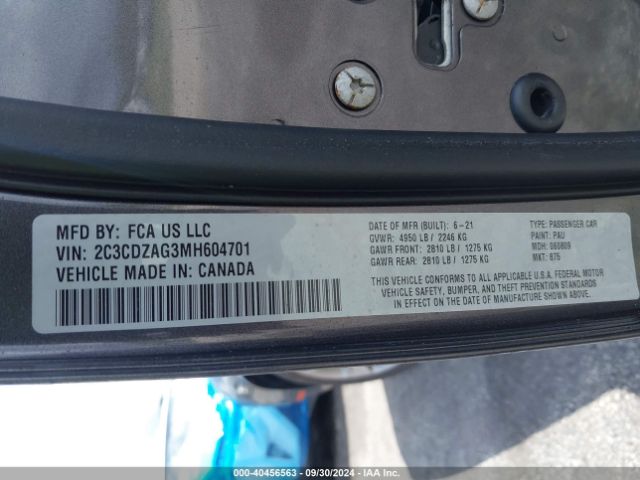 MFD BY: FCA US LLC
VIN: 2C3CDZAG3MH604701
VEHICLE MADE IN: CANADA
DATE OF MFR (BUILT): 6-21
GVWR: 4950 LB / 2246 KG
GAWR FRONT: 2810 LB / 1275 KG
GAWR REAR: 2810 LB / 1275 KG
TYPE: PASSENGER CAR
PAINT: PAU
MDH: 060809
MKT: 875
THIS VEHICLE CONFORMS TO ALL APPLICABLE U.S.A. FEDERAL MOTOR
VEHICLE SAFETY, BUMPER, AND THEFT PREVENTION STANDARDS
IN EFFECT ON THE DATE OF MANUFACTURE SHOWN ABOVE.
000-40456563 - 09/30/2024 - IAA Inc.